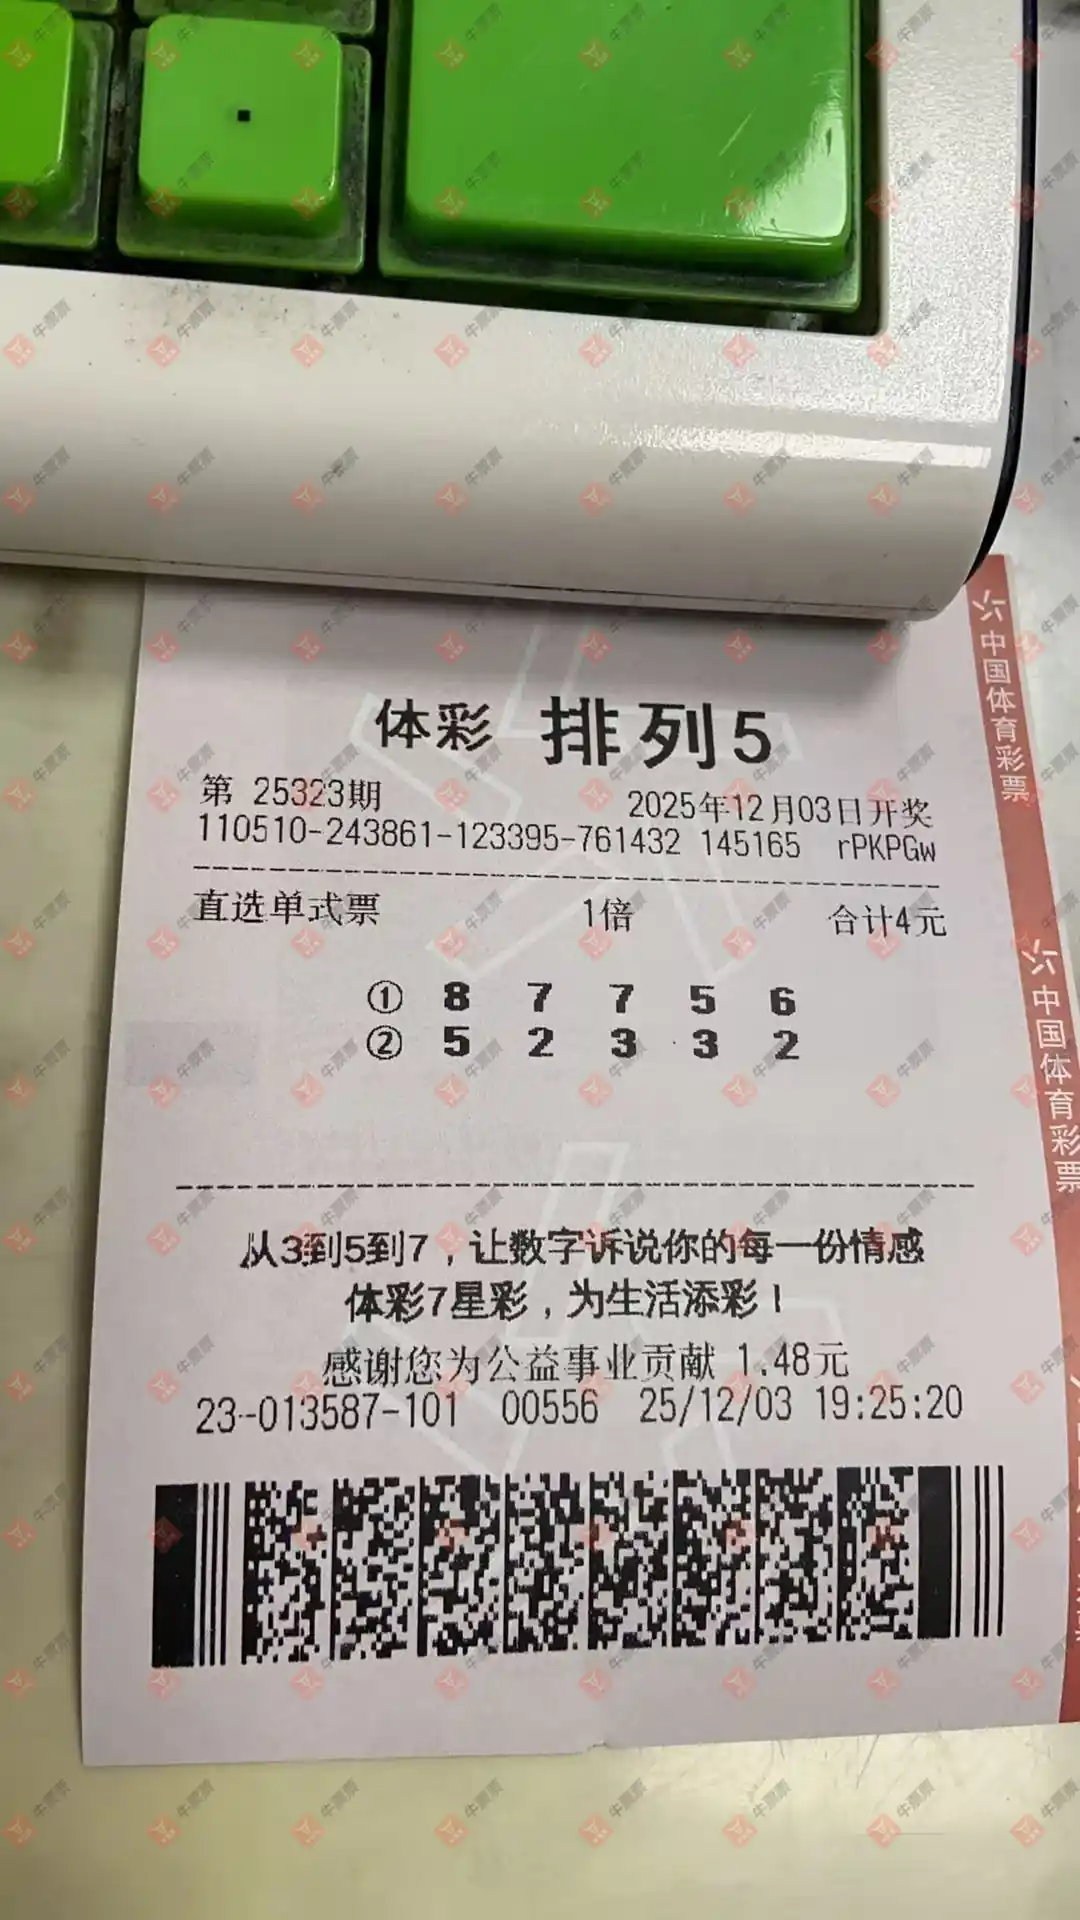 体彩 排列5
第 25323期 2025年12月03日开奖
110510-243861-123395-761432 145165 rPKPGw
直选单式票 1倍 合计4元
① 8 7 7 5 6
② 5 2 3 3 2
从3到5到7，让数字诉说你的每一份情感
体彩7星彩，为生活添彩！
感谢您为公益事业贡献 1.48元
23-013587-101 00556 25/12/03 19:25:20
中国体育彩票
中国体育彩票
牛票票